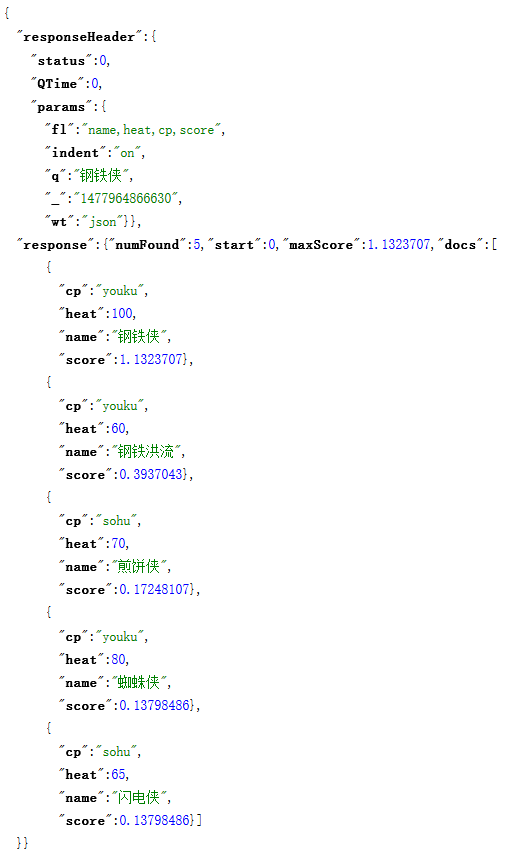 {
  "responseHeader":{
    "status":0,
    "QTime":0,
    "params":{
      "fl":"name,heat,cp,score",
      "indent":"on",
      "q":"钢铁侠",
      "_":"1477964866630",
      "wt":"json"}},
  "response":{"numFound":5,"start":0,"maxScore":1.1323707,"docs":[
      {
        "cp":"youku",
        "heat":100,
        "name":"钢铁侠",
        "score":1.1323707},
      {
        "cp":"youku",
        "heat":60,
        "name":"钢铁洪流",
        "score":0.3937043},
      {
        "cp":"sohu",
        "heat":70,
        "name":"煎饼侠",
        "score":0.17248107},
      {
        "cp":"youku",
        "heat":80,
        "name":"蜘蛛侠",
        "score":0.13798486},
      {
        "cp":"sohu",
        "heat":65,
        "name":"闪电侠",
        "score":0.13798486}]
  }}